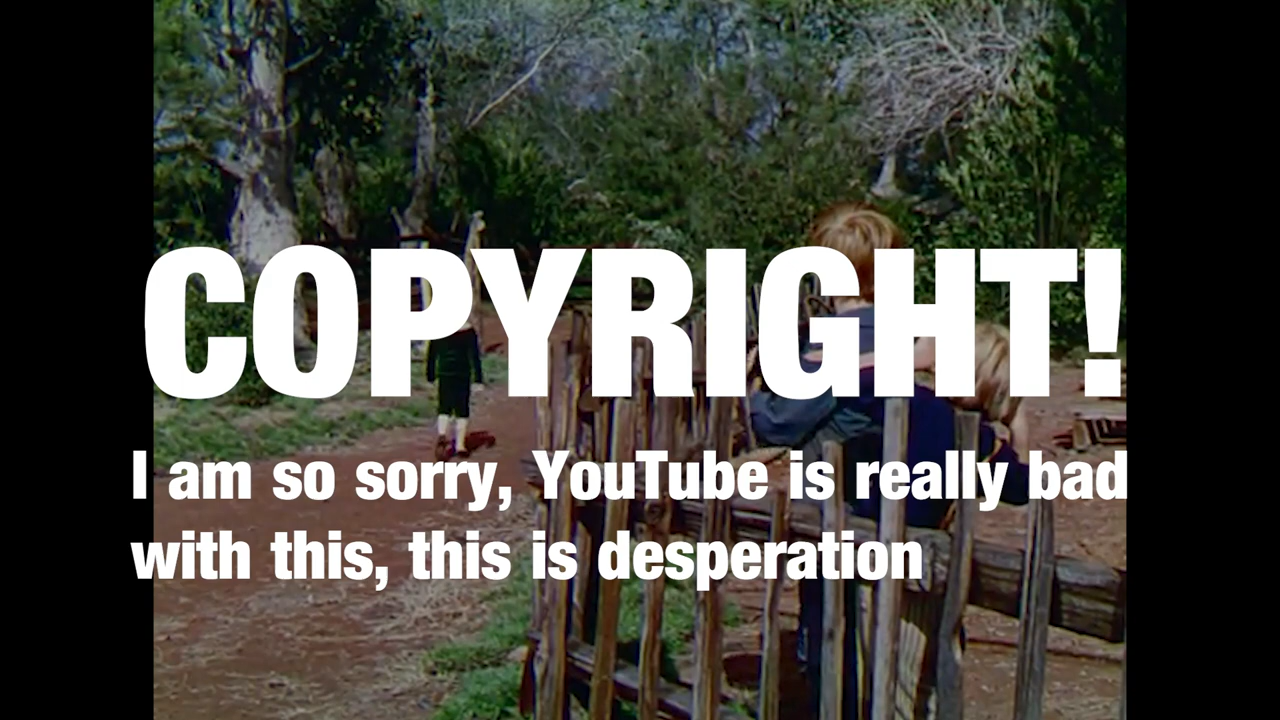 COPYRIGHT!
I am so sorry, YouTube is really bad
with this, this is desperation